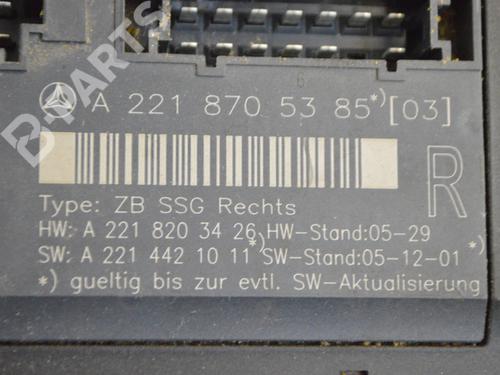 B-PARTS
A 221 870 53 85*)[03]
R
Type: ZB SSG Rechts
HW: A 221 820 34 26*)HW-Stand:05-29
SW: A 221 442 10 11*)SW-Stand:05-12-01*)
*) gueltig bis zur evtl. SW-Aktualisierung